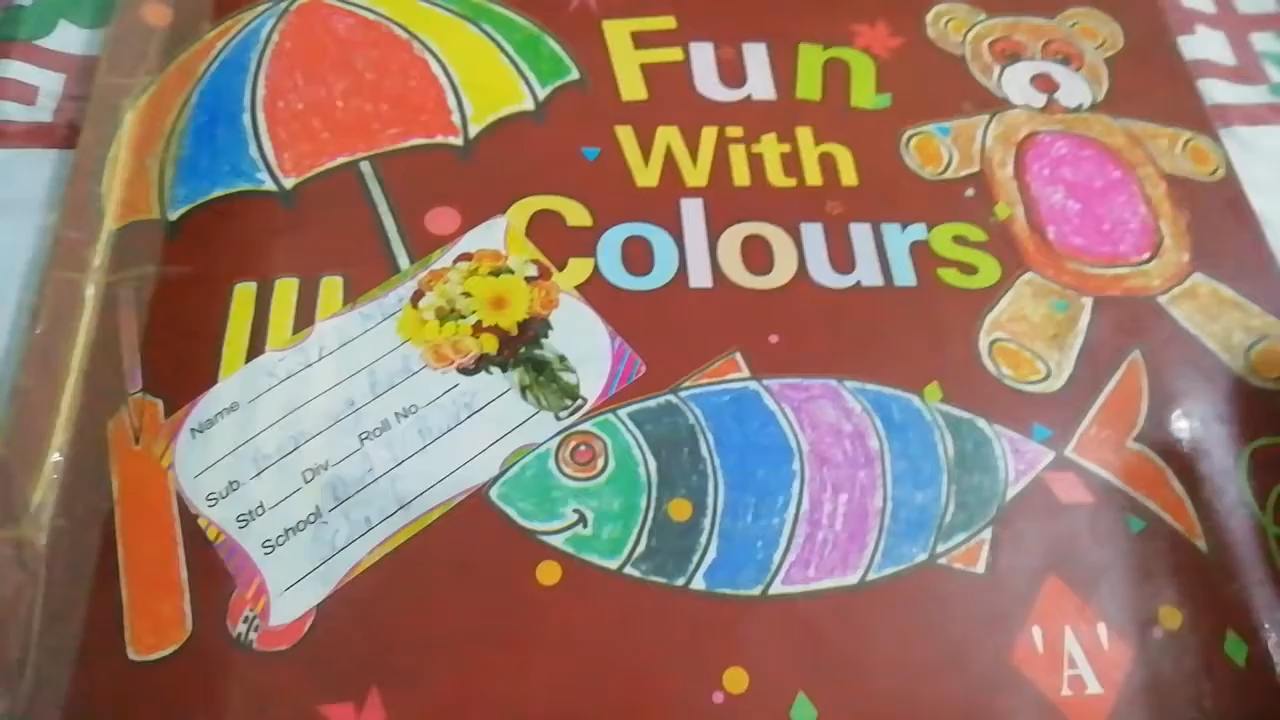 Fun
With
Colours
Name
Sub.
Std Div Roll No
School
'A'